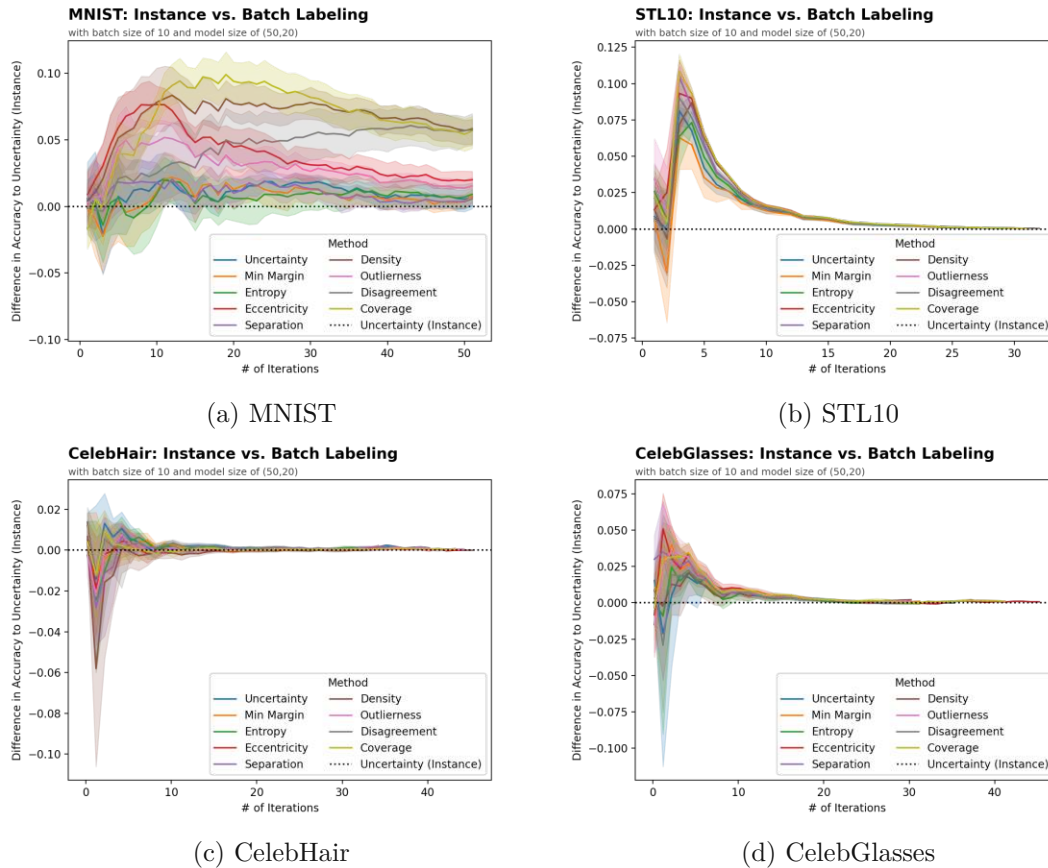 MNIST: Instance vs. Batch Labeling
with batch size of 10 and model size of (50,20)
Difference in Accuracy to Uncertainty (Instance)
0.10
0.05
0.00
−0.05
−0.10
0 10 20 30 40 50
# of Iterations
Method
Uncertainty Density
Min Margin Outlierness
Entropy Disagreement
Eccentricity Coverage
Separation Uncertainty (Instance)
(a) MNIST
STL10: Instance vs. Batch Labeling
with batch size of 10 and model size of (50,20)
Difference in Accuracy to Uncertainty (Instance)
0.125
0.100
0.075
0.050
0.025
0.000
−0.025
−0.050
−0.075
0 5 10 15 20 25 30
# of Iterations
Method
Uncertainty Density
Min Margin Outlierness
Entropy Disagreement
Eccentricity Coverage
Separation Uncertainty (Instance)
(b) STL10
CelebHair: Instance vs. Batch Labeling
with batch size of 10 and model size of (50,20)
Difference in Accuracy to Uncertainty (Instance)
0.02
0.00
−0.02
−0.04
−0.06
−0.08
−0.10
0 10 20 30 40
# of Iterations
Method
Uncertainty Density
Min Margin Outlierness
Entropy Disagreement
Eccentricity Coverage
Separation Uncertainty (Instance)
(c) CelebHair
CelebGlasses: Instance vs. Batch Labeling
with batch size of 10 and model size of (50,20)
Difference in Accuracy to Uncertainty (Instance)
0.075
0.050
0.025
0.000
−0.025
−0.050
−0.075
−0.100
0 10 20 30 40
# of Iterations
Method
Uncertainty Density
Min Margin Outlierness
Entropy Disagreement
Eccentricity Coverage
Separation Uncertainty (Instance)
(d) CelebGlasses